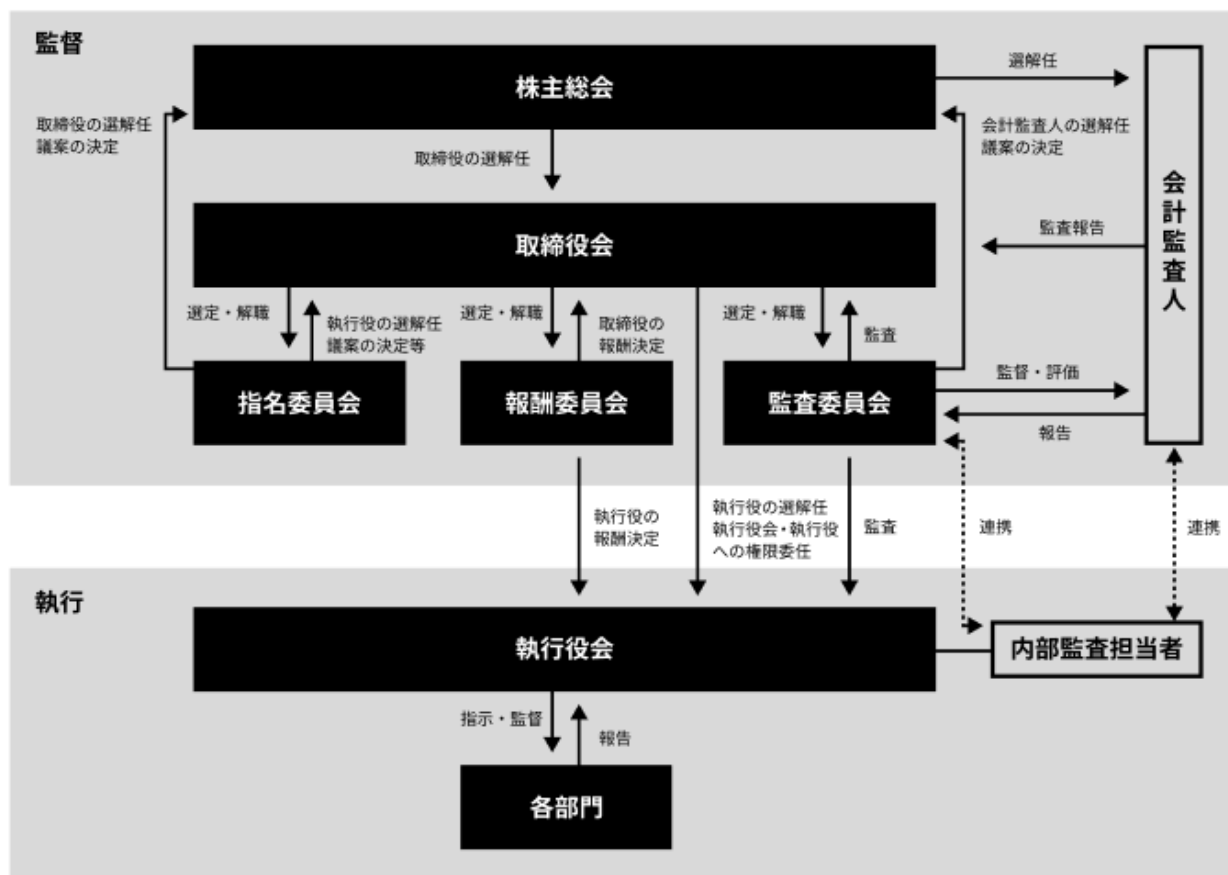 監督
株主総会
選解任
取締役の選解任
議案の決定
会計監査人の選解任
議案の決定
取締役の選解任
会計監査人
取締役会
監査報告
選定・解職
執行役の選解任
議案の決定等
選定・解職
取締役の
報酬決定
選定・解職
監査
指名委員会
報酬委員会
監査委員会
監督・評価
報告
執行役の
報酬決定
執行役の選解任
執行役会・執行役
への権限委任
監査
連携
連携
執行
執行役会
内部監査担当者
指示・監督
報告
各部門